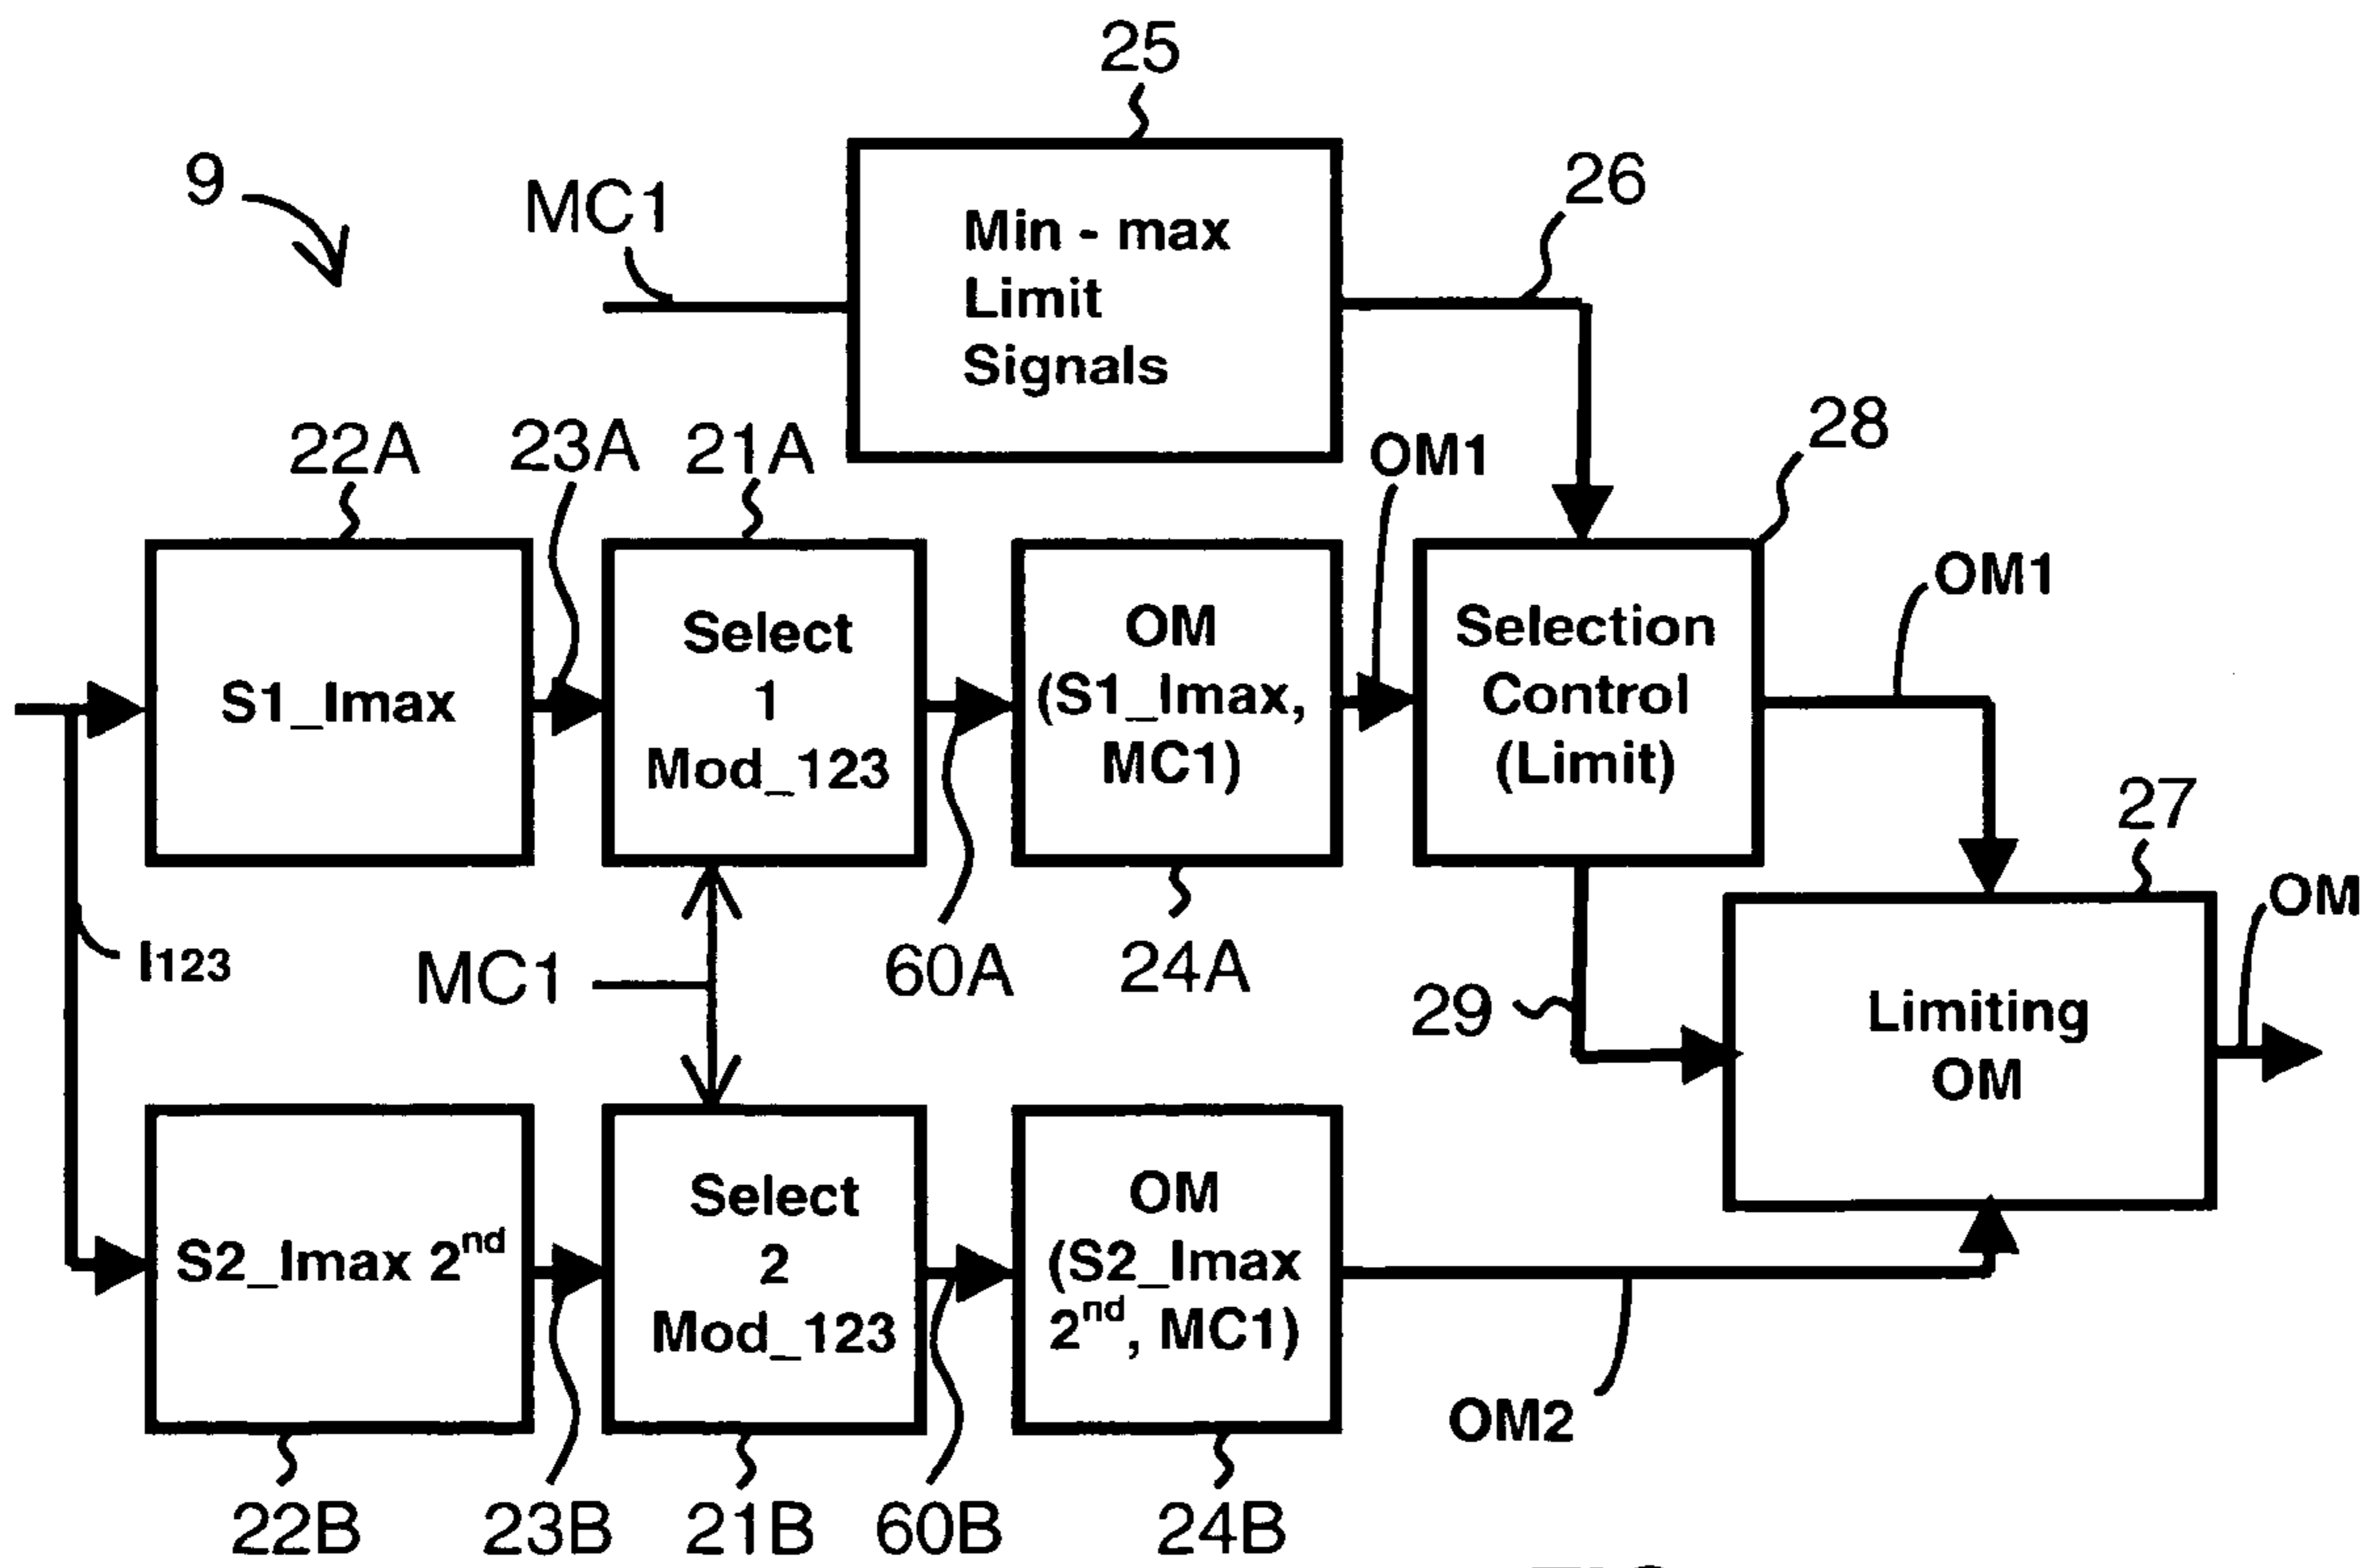 25
9
MC1
26
Min - max
Limit
Signals
22A
23A
21A
OM1
28
S1_Imax
Select
1
Mod_123
OM
(S1_Imax,
MC1)
Selection
Control
(Limit)
OM1
27
OM
I123
MC1
60A
24A
29
Limiting
OM
S2_Imax 2nd
Select
2
Mod_123
OM
(S2_Imax
2nd, MC1)
OM2
22B
23B
21B
60B
24B